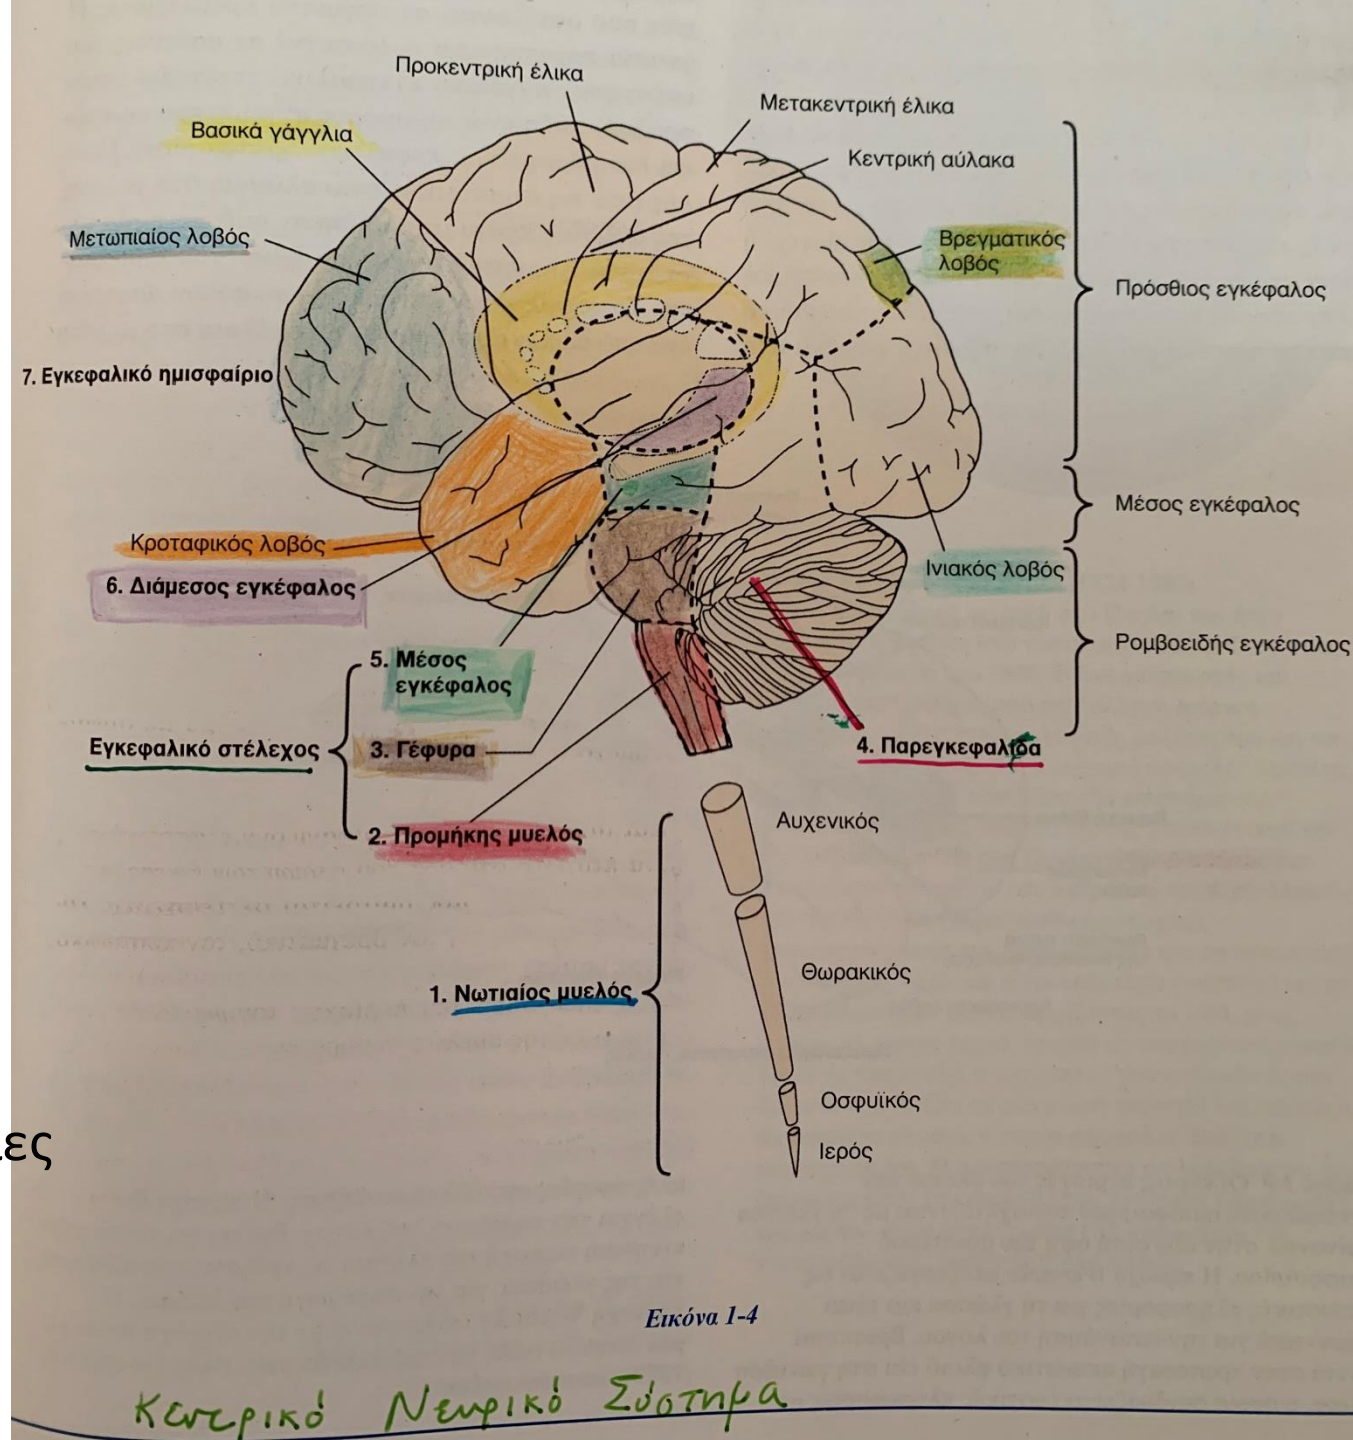 Προκεντρική έλικα
Μετακεντρική έλικα
Βασικά γάγγλια
Κεντρική αύλακα
Μετωπιαίος λοβός
Βρεγματικός
λοβός
Πρόσθιος εγκέφαλος
7. Εγκεφαλικό ημισφαίριο
Μέσος εγκέφαλος
Κροταφικός λοβός
Ινιακός λοβός
6. Διάμεσος εγκέφαλος
Ρομβοειδής εγκέφαλος
5. Μέσος
εγκέφαλος
Εγκεφαλικό στέλεχος
3. Γέφυρα
4. Παρεγκεφαλίδα
2. Προμήκης μυελός
Αυχενικός
Θωρακικός
1. Νωτιαίος μυελός
Οσφυϊκός
Ιερός
Εικόνα 1-4
Κεντρικό Νευρικό Σύστημα